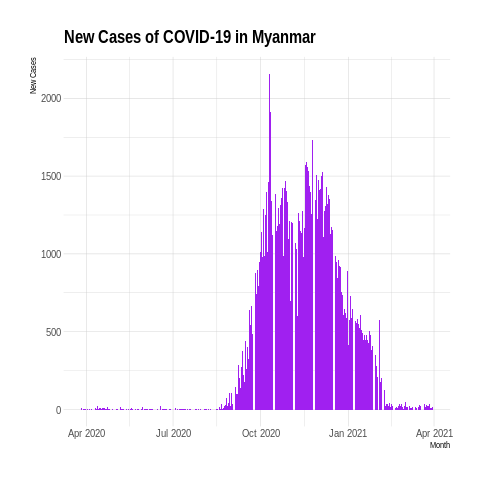 New Cases of COVID-19 in Myanmar
New Cases
2000
1500
1000
500
0
Apr 2020 Jul 2020 Oct 2020 Jan 2021 Apr 2021
Month